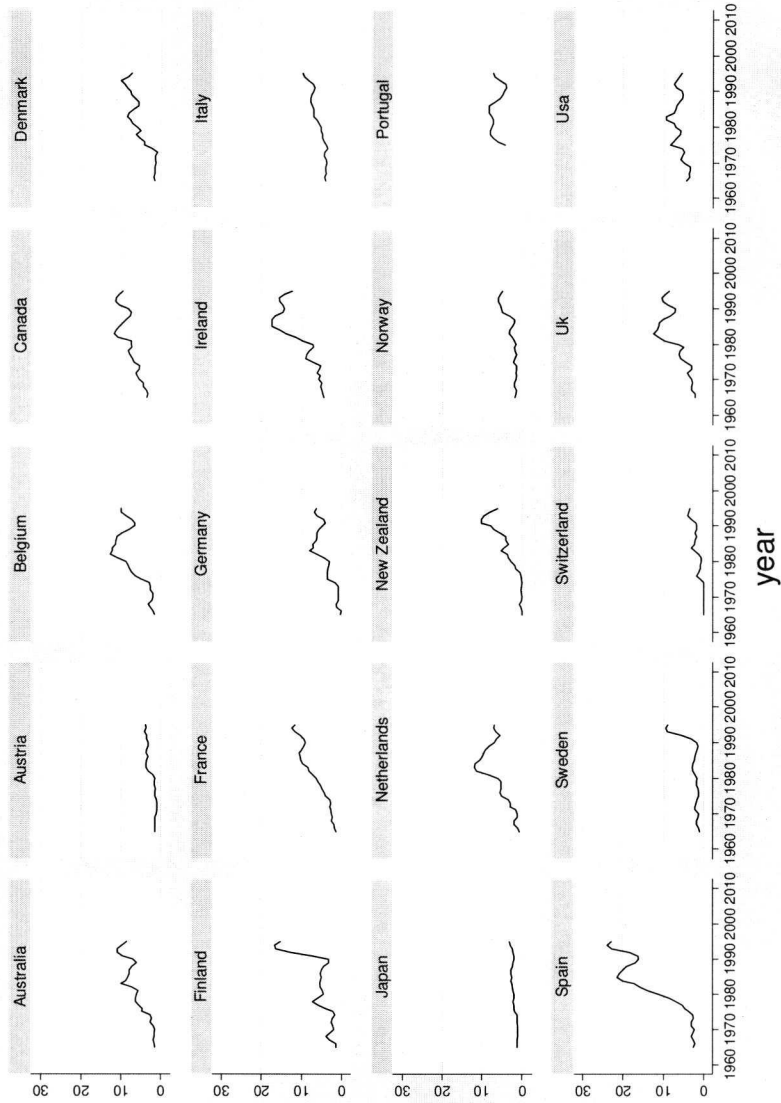 Australia Austria Belgium Canada Denmark
30
20
10
0
Finland France Germany Ireland Italy
30
20
10
0
Japan Netherlands New Zealand Norway Portugal
30
20
10
0
Spain Sweden Switzerland Uk Usa
30
20
10
0
1960 1970 1980 1990 2000 2010 1960 1970 1980 1990 2000 2010 1960 1970 1980 1990 2000 2010 1960 1970 1980 1990 2000 2010 1960 1970 1980 1990 2000 2010
year